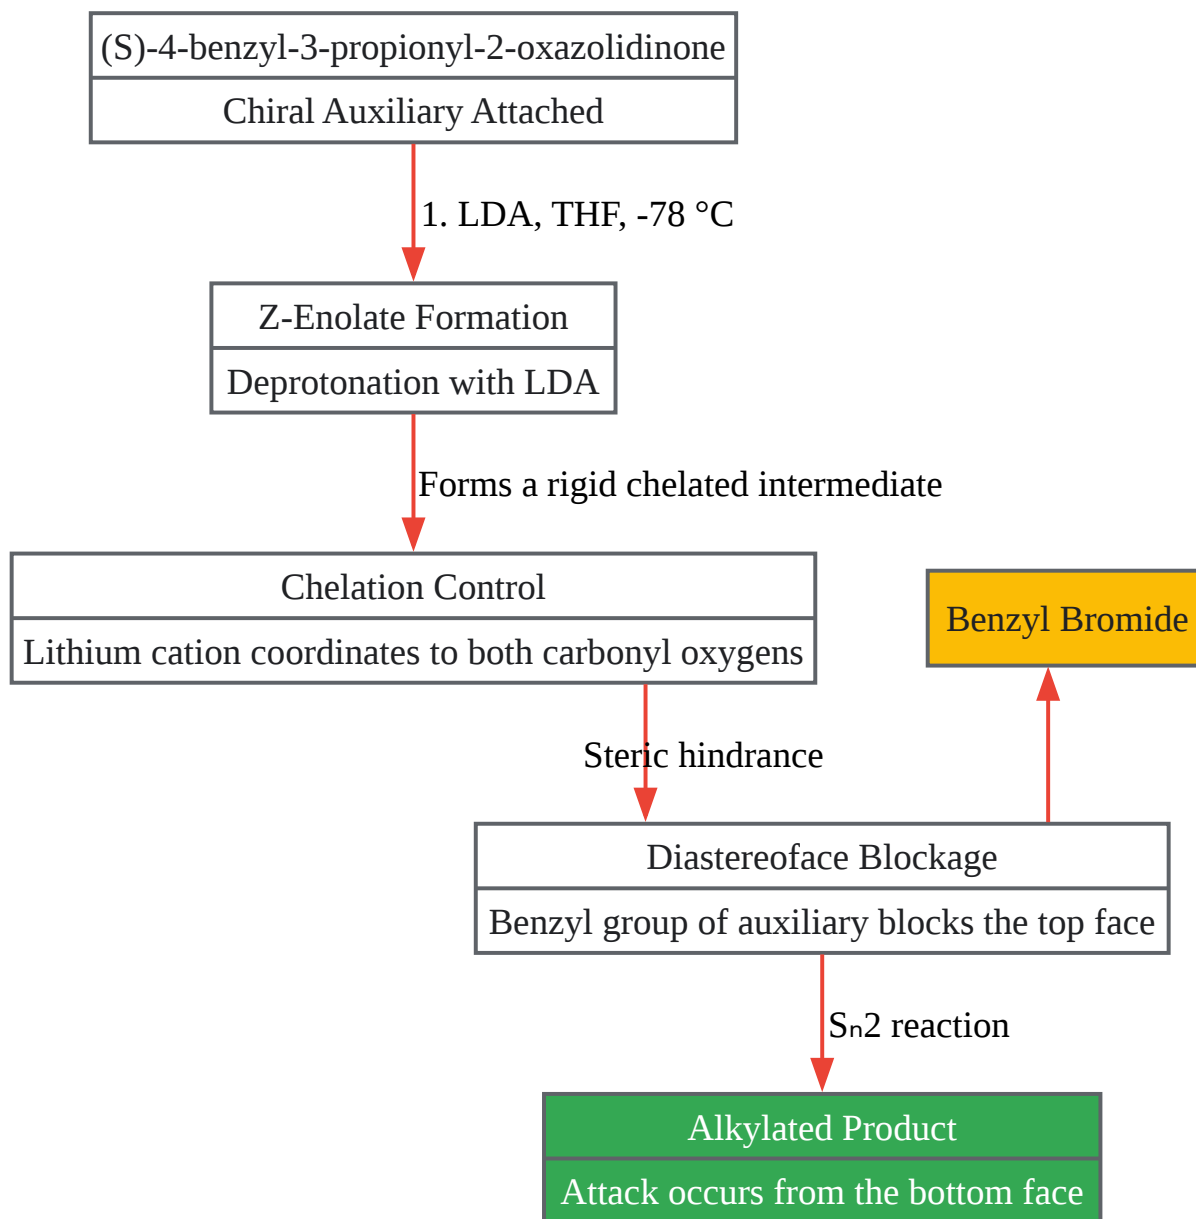 (S)-4-benzyl-3-propionyl-2-oxazolidinone
Chiral Auxiliary Attached
1. LDA, THF, -78 °C
Z-Enolate Formation
Deprotonation with LDA
Forms a rigid chelated intermediate
Chelation Control
Lithium cation coordinates to both carbonyl oxygens
Benzyl Bromide
Steric hindrance
Diastereoface Blockage
Benzyl group of auxiliary blocks the top face
Sₙ2 reaction
Alkylated Product
Attack occurs from the bottom face